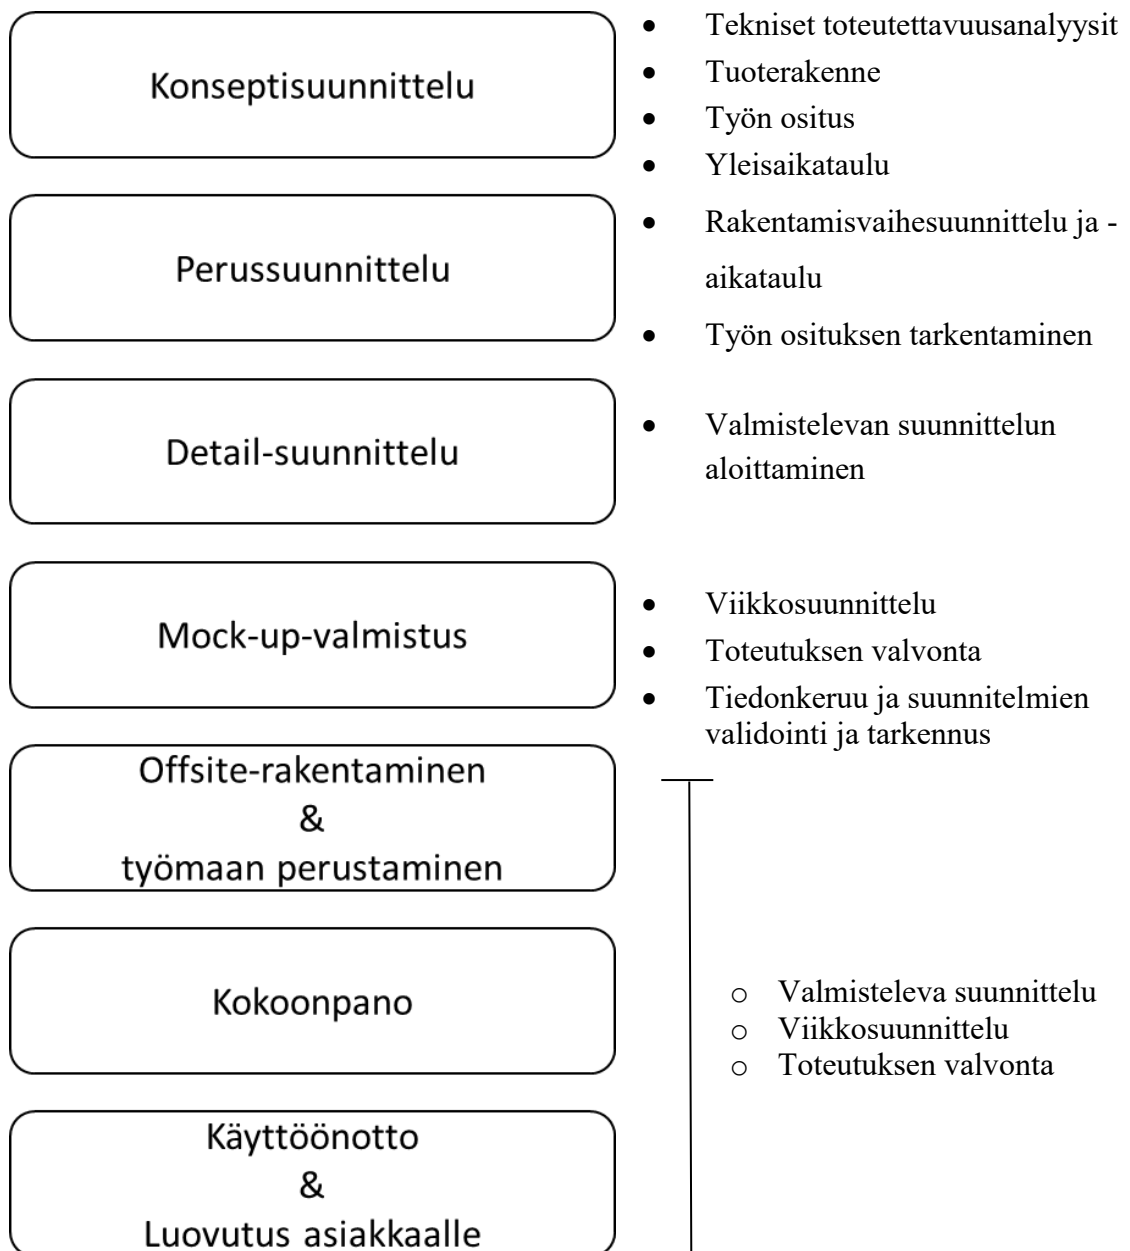 Konseptisuunnittelu
• Tekniset toteutettavuusanalyysit
• Tuoterakenne
• Työn ositus
• Yleisaikataulu
Perussuunnittelu
• Rakentamisvaihesuunnittelu ja -
aikataulu
• Työn osituksen tarkentaminen
Detail-suunnittelu
• Valmistelevan suunnittelun
aloittaminen
Mock-up-valmistus
• Viikkosuunnittelu
• Toteutuksen valvonta
• Tiedonkeruu ja suunnitelmien
validointi ja tarkennus
Offsite-rakentaminen
&
työmaan perustaminen
Kokoonpano
o Valmisteleva suunnittelu
o Viikkosuunnittelu
o Toteutuksen valvonta
Käyttöönotto
&
Luovutus asiakkaalle